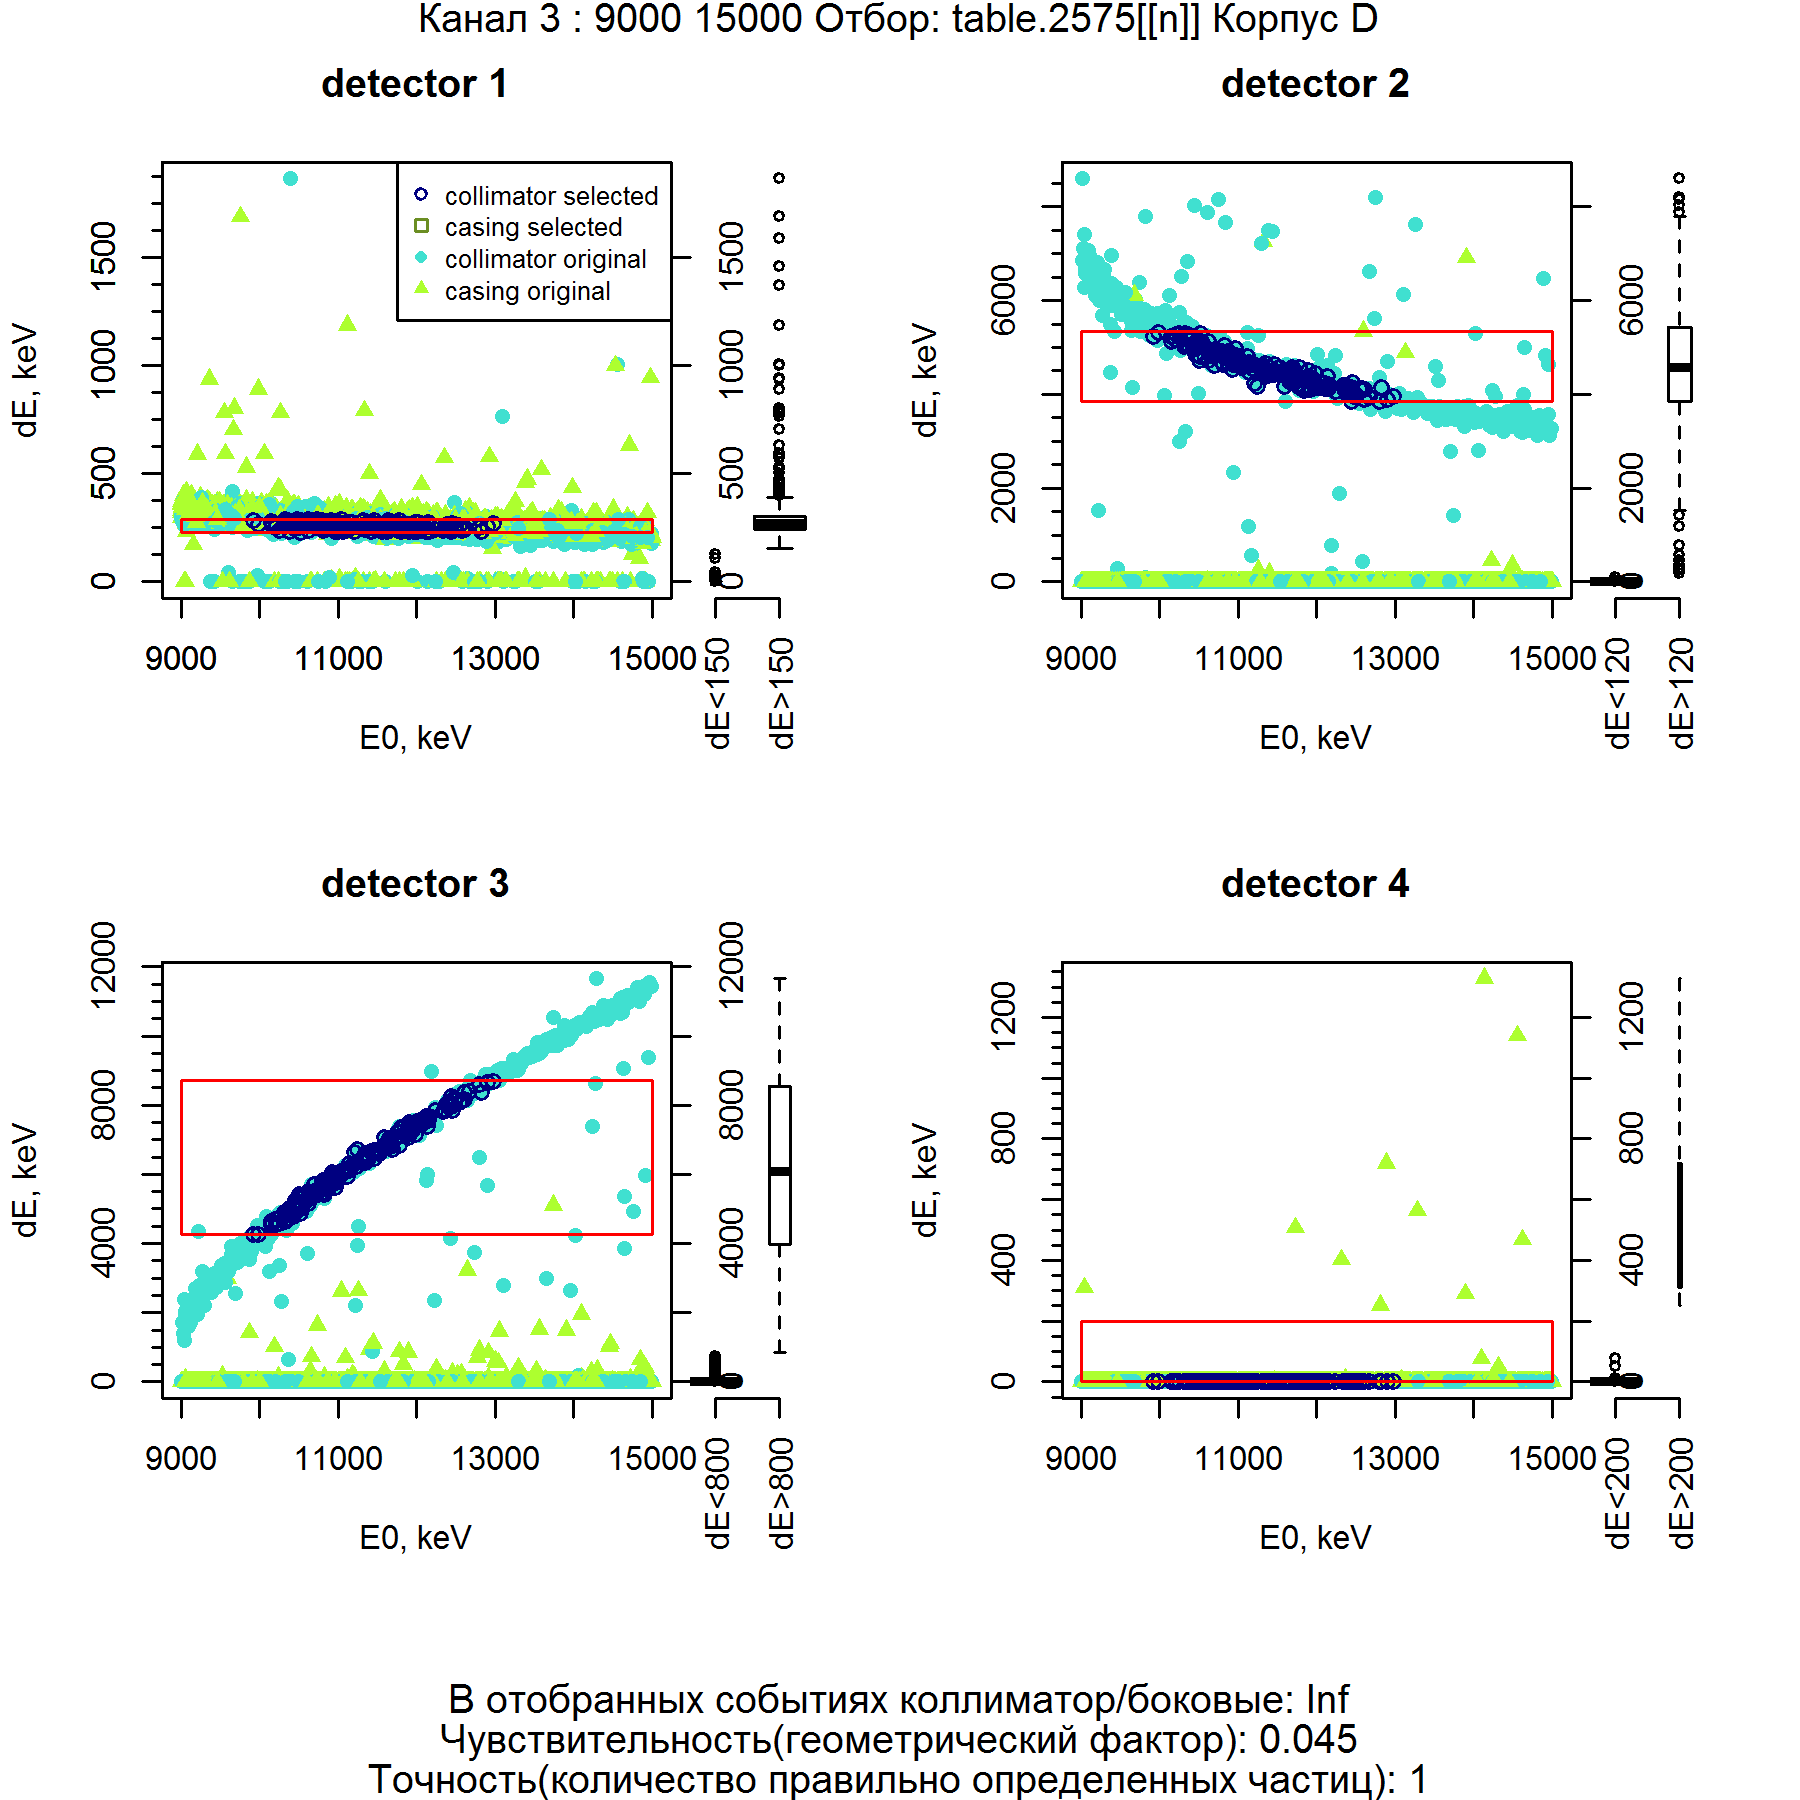 Канал 3 : 9000 15000 Отбор: table.2575[[n]] Корпус D
detector 1
dE, keV
0 500 1000 1500
collimator selected
casing selected
collimator original
casing original
9000 11000 13000 15000
E0, keV
0 500 1000 1500
dE<150
dE>150
detector 2
dE, keV
2000 6000
0
9000 11000 13000 15000
E0, keV
0 2000 6000
dE<120
dE>120
detector 3
dE, keV
0 4000 8000 12000
9000 11000 13000 15000
E0, keV
0 4000 8000 12000
dE<800
dE>800
detector 4
dE, keV
0 400 800 1200
9000 11000 13000 15000
E0, keV
0 400 800 1200
dE<200
dE>200
В отобранных событиях коллиматор/боковые: Inf
Чувствительность(геометрический фактор): 0.045
Точность(количество правильно определенных частиц): 1